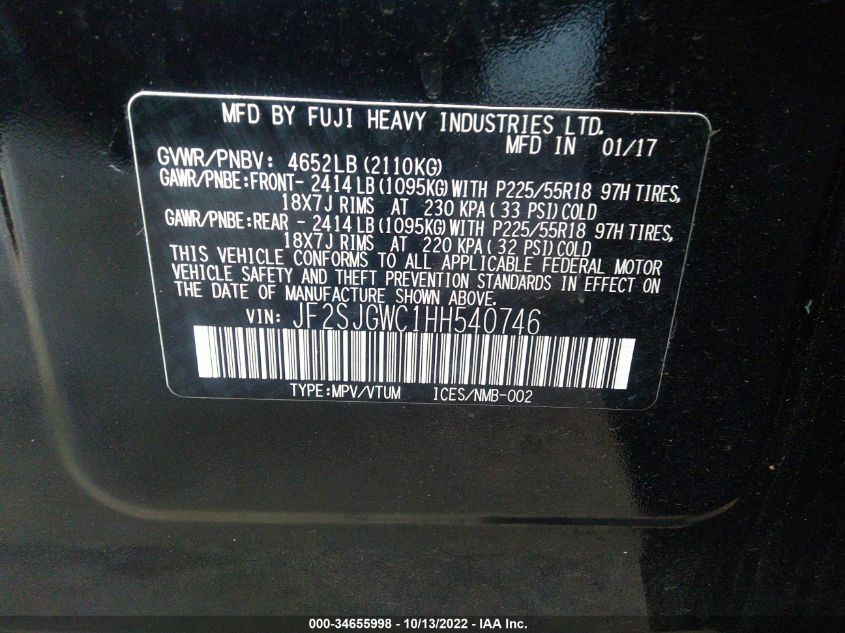 MFD BY FUJI HEAVY INDUSTRIES LTD.
MFD IN 01/17
GVWR/PNBV: 4652LB (2110KG)
GAWR/PNBE:FRONT- 2414LB (1095KG) WITH P225/55R18 97H TIRES,
18X7J RIMS AT 230 KPA ( 33 PSI) COLD
GAWR/PNBE:REAR - 2414LB (1095KG) WITH P225/55R18 97H TIRES,
18X7J RIMS AT 220 KPA ( 32 PSI) COLD
THIS VEHICLE CONFORMS TO ALL APPLICABLE FEDERAL MOTOR
VEHICLE SAFETY AND THEFT PREVENTION STANDARDS IN EFFECT ON
THE DATE OF MANUFACTURE SHOWN ABOVE.
VIN: JF2SJGWC1HH540746
TYPE:MPV/VTUM ICES/NMB-002
000-34655998 - 10/13/2022 - IAA Inc.